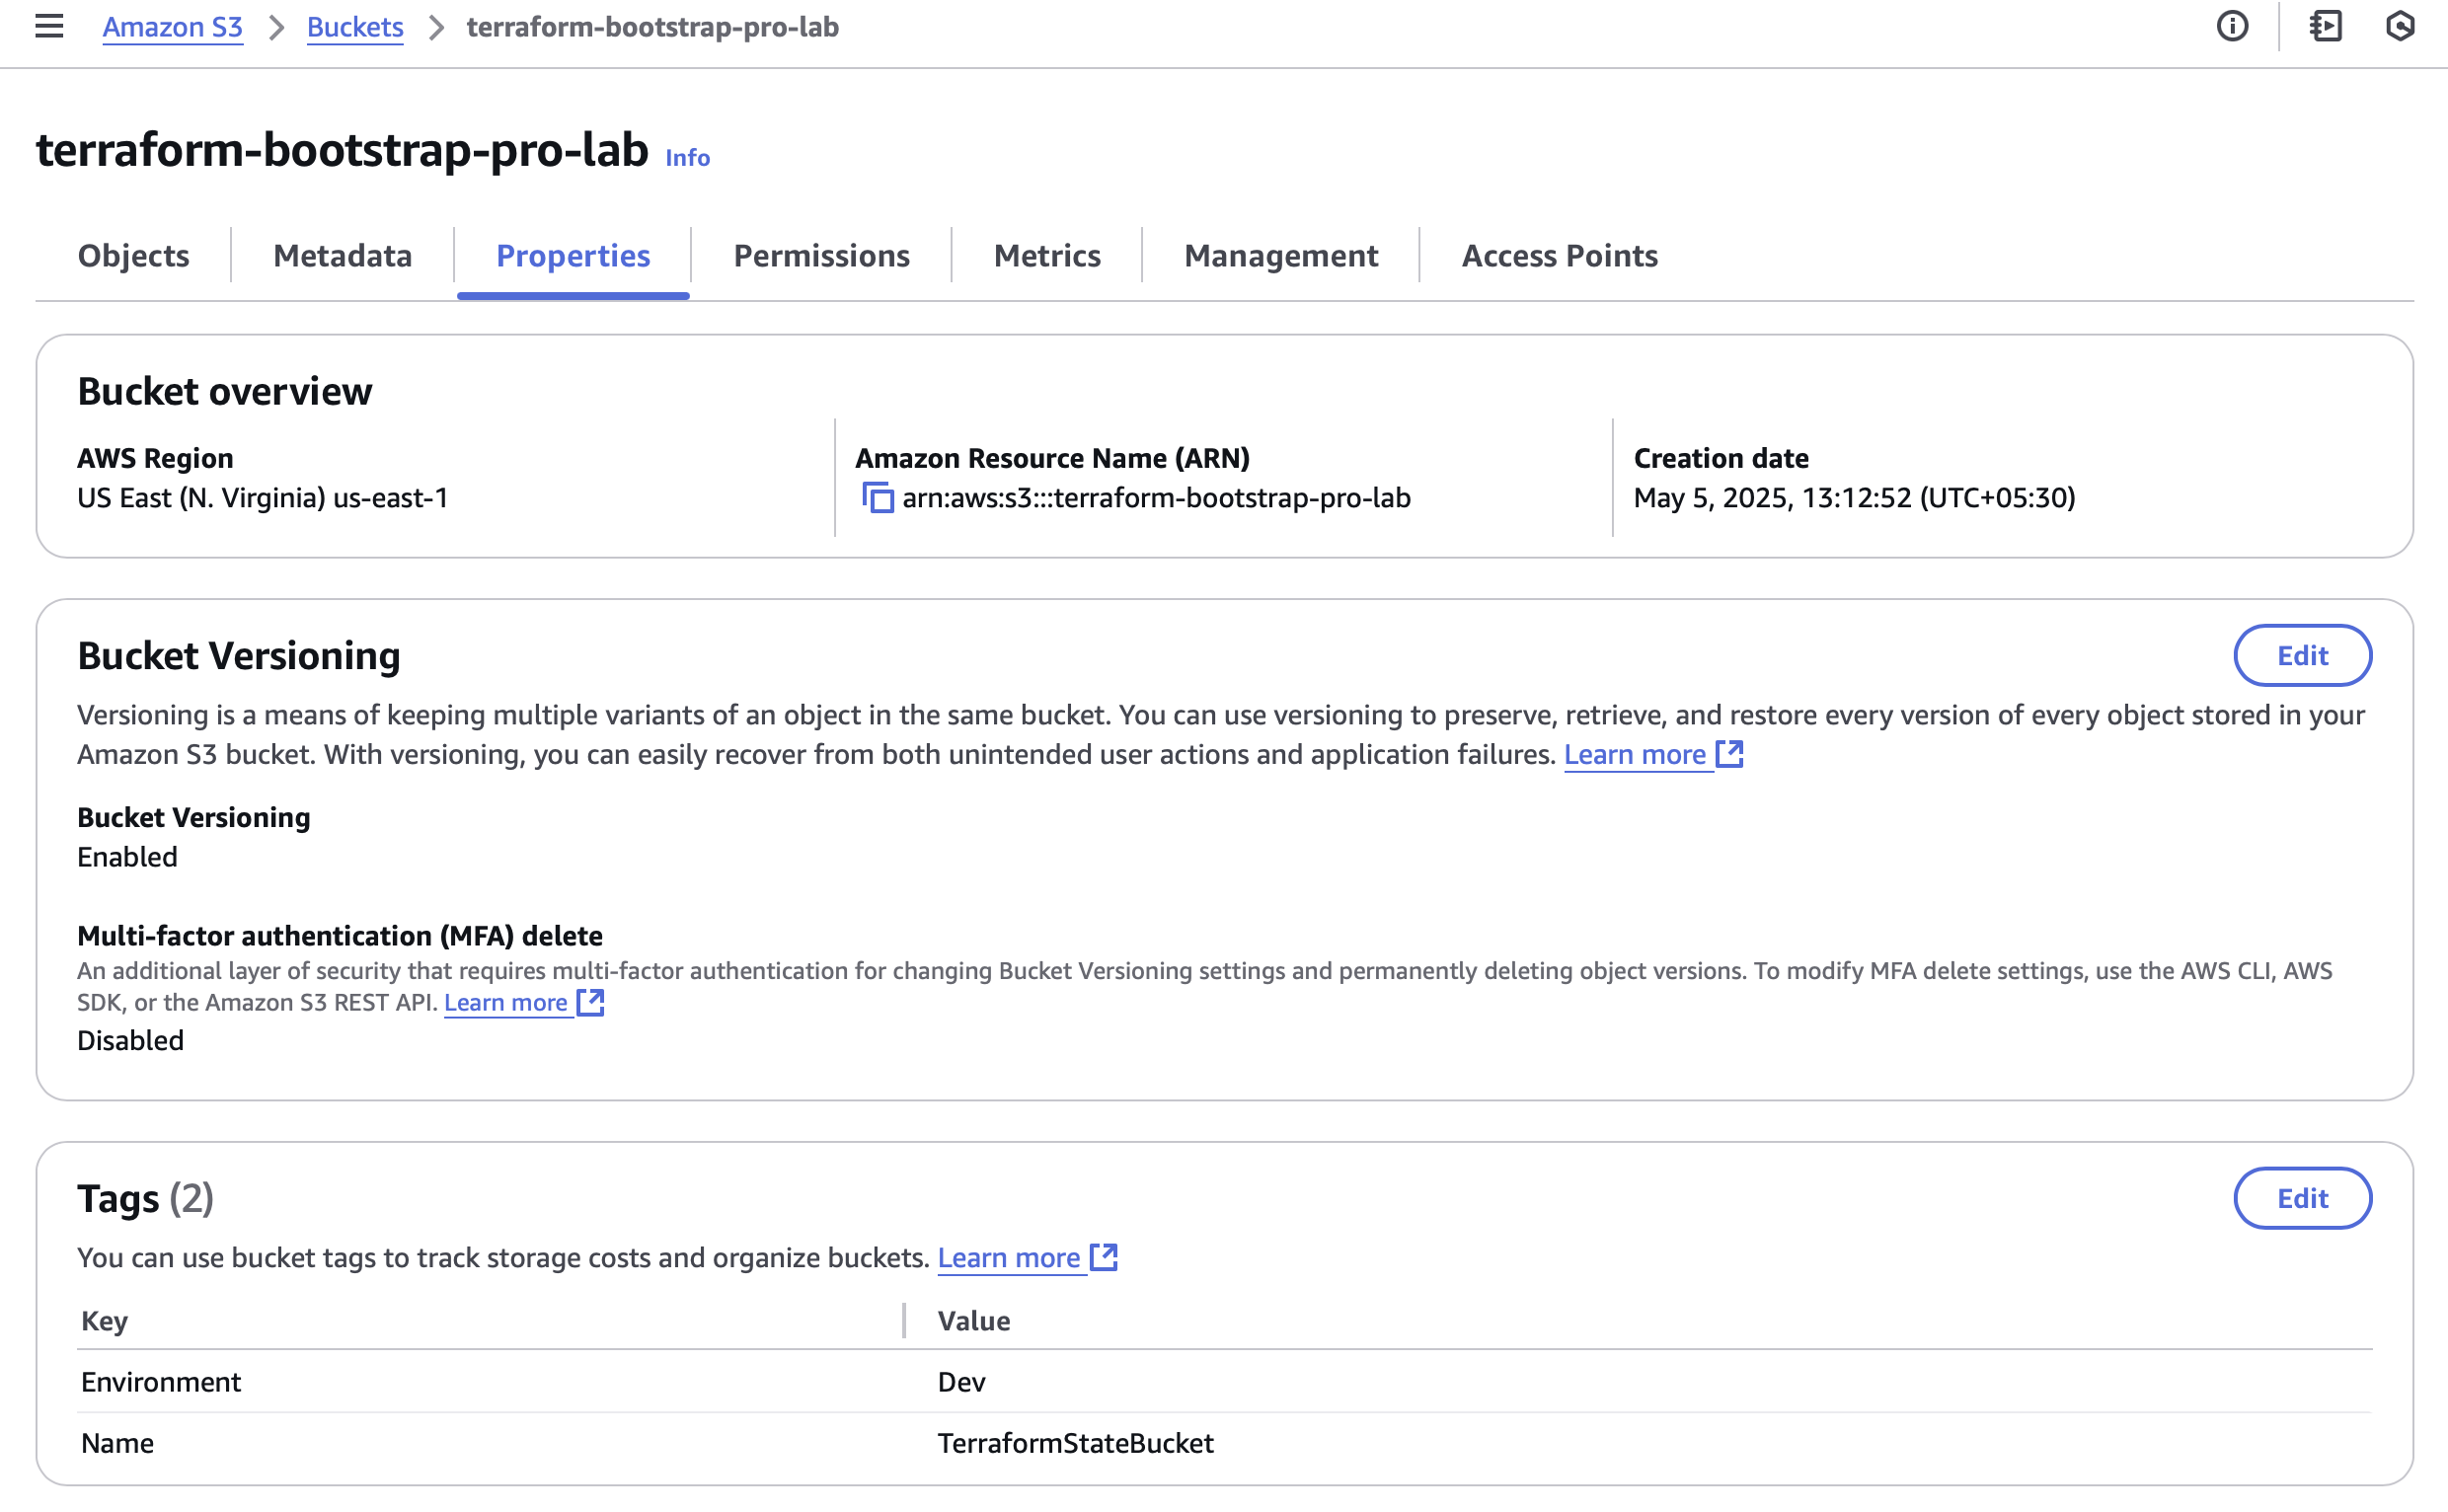 Amazon S3 > Buckets > terraform-bootstrap-pro-lab
terraform-bootstrap-pro-lab Info
Objects Metadata Properties Permissions Metrics Management Access Points
Bucket overview
AWS Region Amazon Resource Name (ARN) Creation date
US East (N. Virginia) us-east-1 arn:aws:s3:::terraform-bootstrap-pro-lab May 5, 2025, 13:12:52 (UTC+05:30)
Bucket Versioning Edit
Versioning is a means of keeping multiple variants of an object in the same bucket. You can use versioning to preserve, retrieve, and restore every version of every object stored in your
Amazon S3 bucket. With versioning, you can easily recover from both unintended user actions and application failures. Learn more
Bucket Versioning
Enabled
Multi-factor authentication (MFA) delete
An additional layer of security that requires multi-factor authentication for changing Bucket Versioning settings and permanently deleting object versions. To modify MFA delete settings, use the AWS CLI, AWS
SDK, or the Amazon S3 REST API. Learn more
Disabled
Tags (2) Edit
You can use bucket tags to track storage costs and organize buckets. Learn more
Key Value
Environment Dev
Name TerraformStateBucket